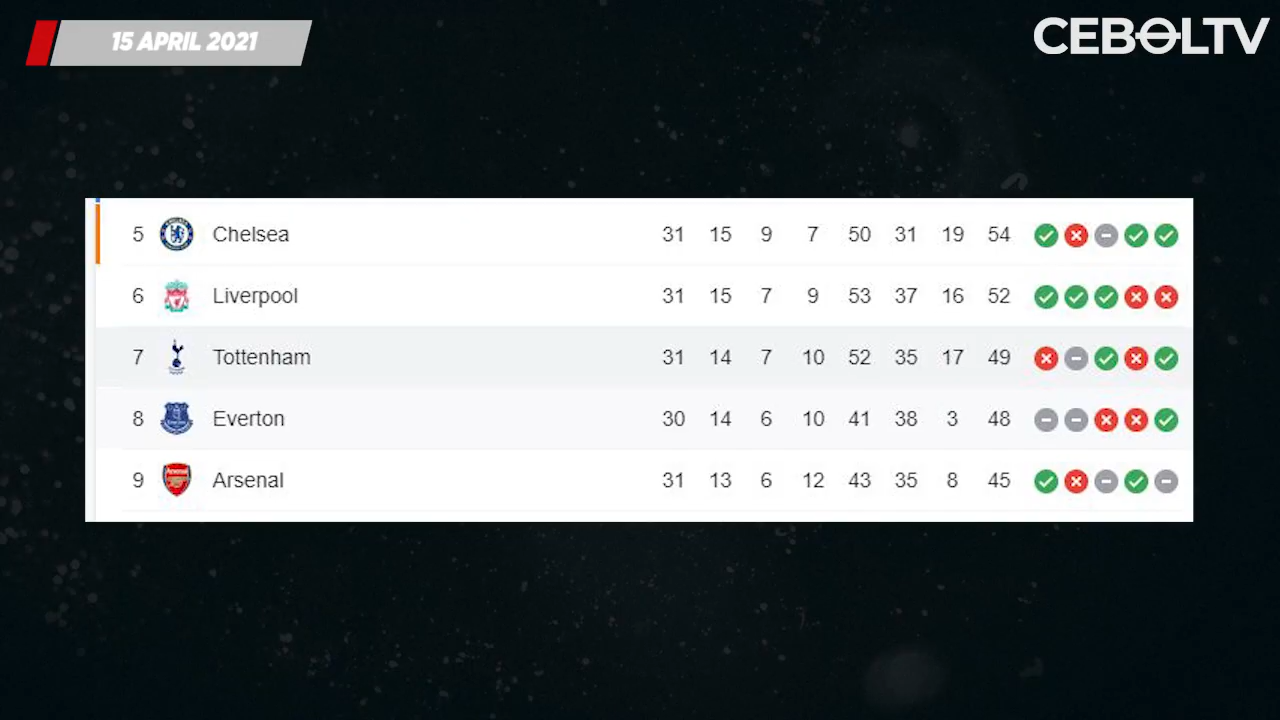 15 APRIL 2021
CEBOLTV
5 Chelsea 31 15 9 7 50 31 19 54
6 Liverpool 31 15 7 9 53 37 16 52
7 Tottenham 31 14 7 10 52 35 17 49
8 Everton 30 14 6 10 41 38 3 48
9 Arsenal 31 13 6 12 43 35 8 45